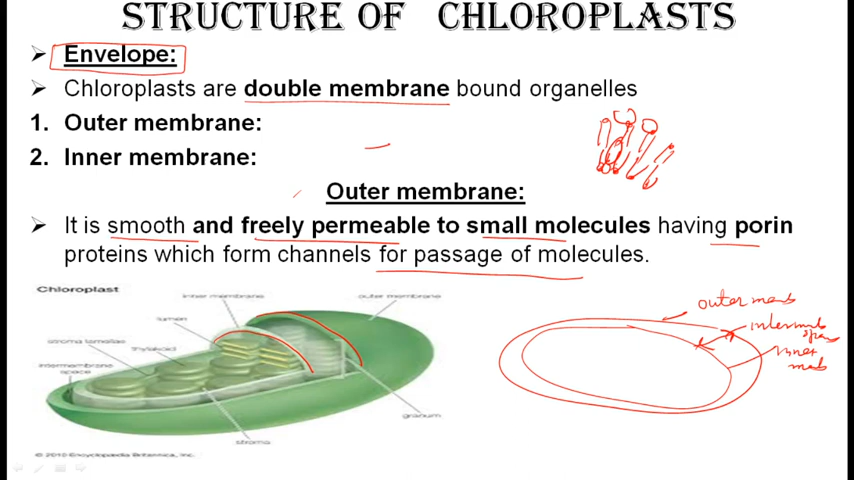 STRUCTURE OF CHLOROPLASTS
➢ Envelope:
➢ Chloroplasts are double membrane bound organelles
1. Outer membrane:
2. Inner membrane:
Outer membrane:
➢ It is smooth and freely permeable to small molecules having porin
proteins which form channels for passage of molecules.
Chloroplast
inner membrane
outer membrane
lumen
stroma lamellae
thylakoid
intermembrane
space
granum
stroma
© 2010 Encyclopædia Britannica, Inc.
outer memb
inner